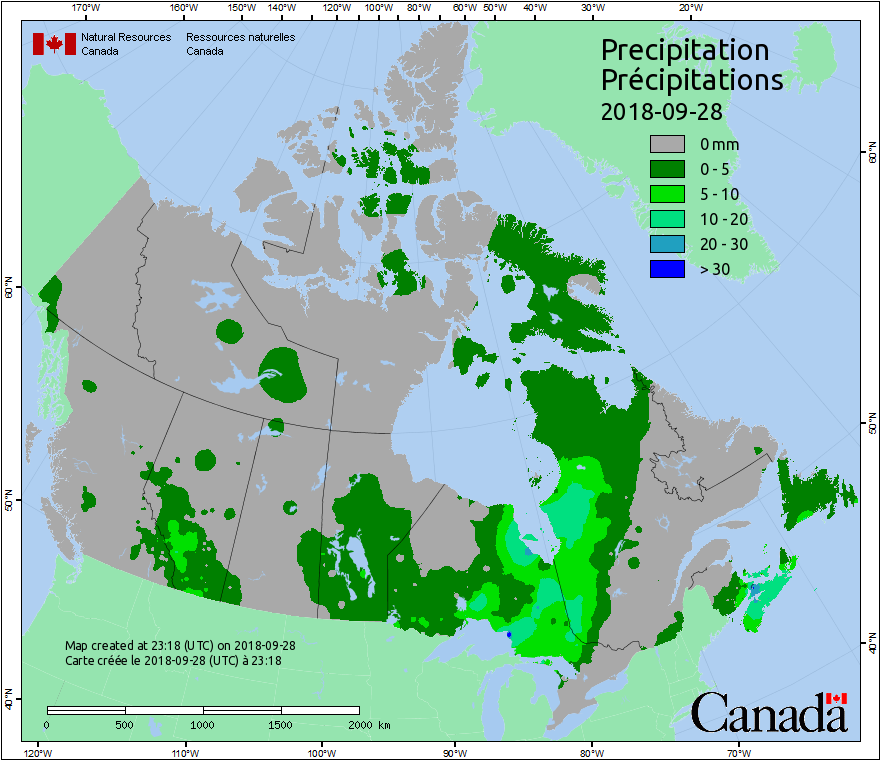 170°W 160°W 150°W 140°W 120°W 100°W 80°W 60°W 50°W 40°W 30°W 20°W
Natural Resources Ressources naturelles
Canada Canada
Precipitation
Précipitations
2018-09-28
0 mm
0 - 5
5 - 10
10 - 20
20 - 30
> 30
60°N
60°N
50°N
50°N
40°N
40°N
Map created at 23:18 (UTC) on 2018-09-28
Carte créée le 2018-09-28 (UTC) à 23:18
0 500 1000 1500 2000 km
Canada
120°W 110°W 100°W 90°W 80°W 70°W